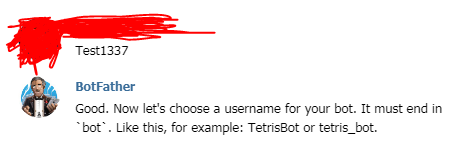 Test1337
BotFather
Good. Now let's choose a username for your bot. It must end in
`bot`. Like this, for example: TetrisBot or tetris_bot.